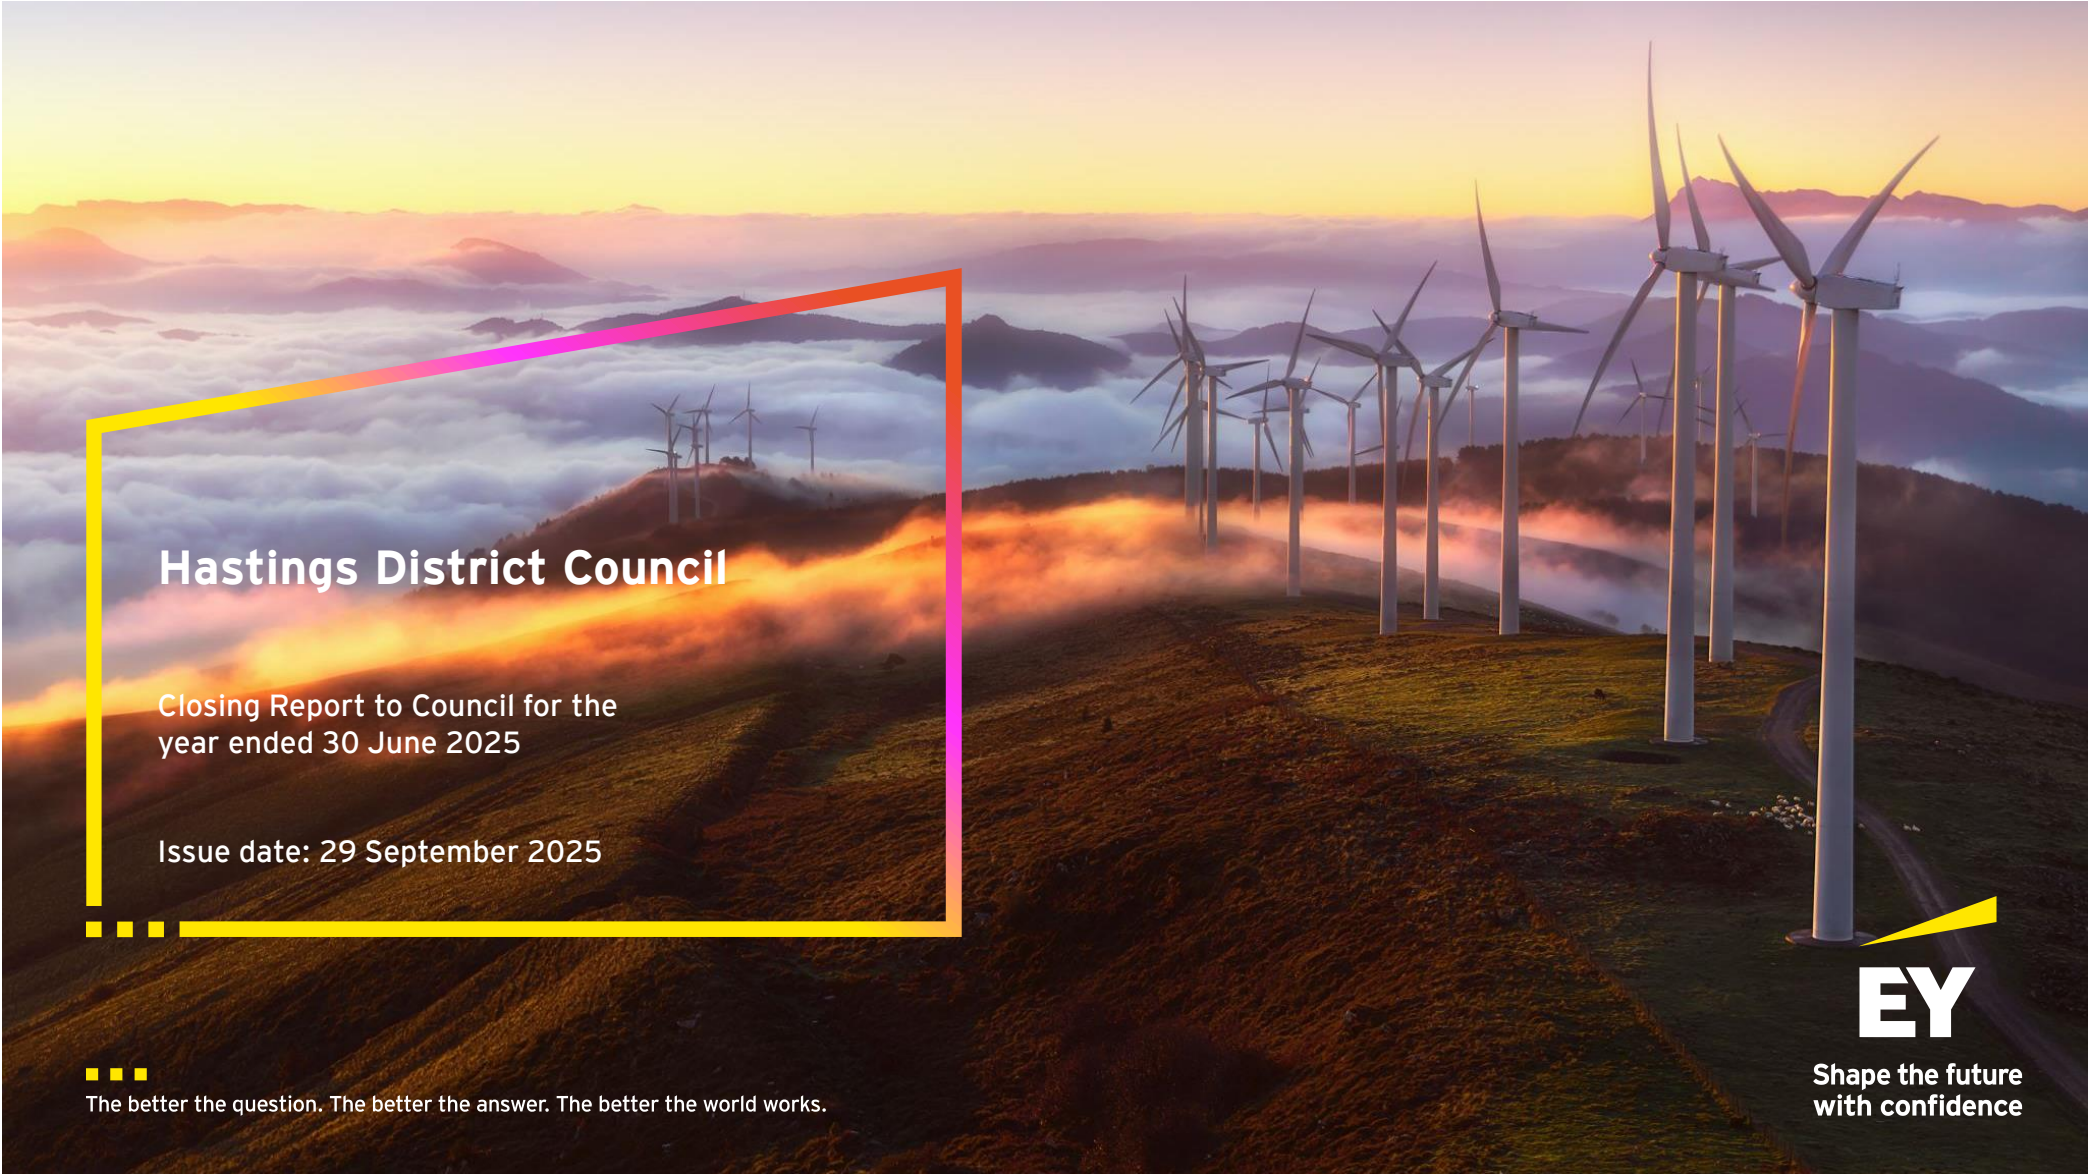 Hastings District Council
Closing Report to Council for the
year ended 30 June 2025
Issue date: 29 September 2025
The better the question. The better the answer. The better the world works.
EY
Shape the future
with confidence